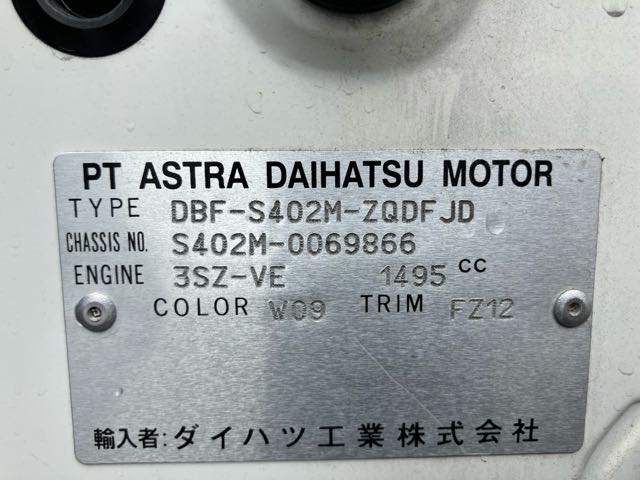 PT ASTRA DAIHATSU MOTOR
TYPE DBF-S402M-ZQDFJD
CHASSIS NO. S402M-0069866
ENGINE 3SZ-VE 1495 cc
COLOR W09 TRIM FZ12
輸入者: ダイハツ工業株式会社